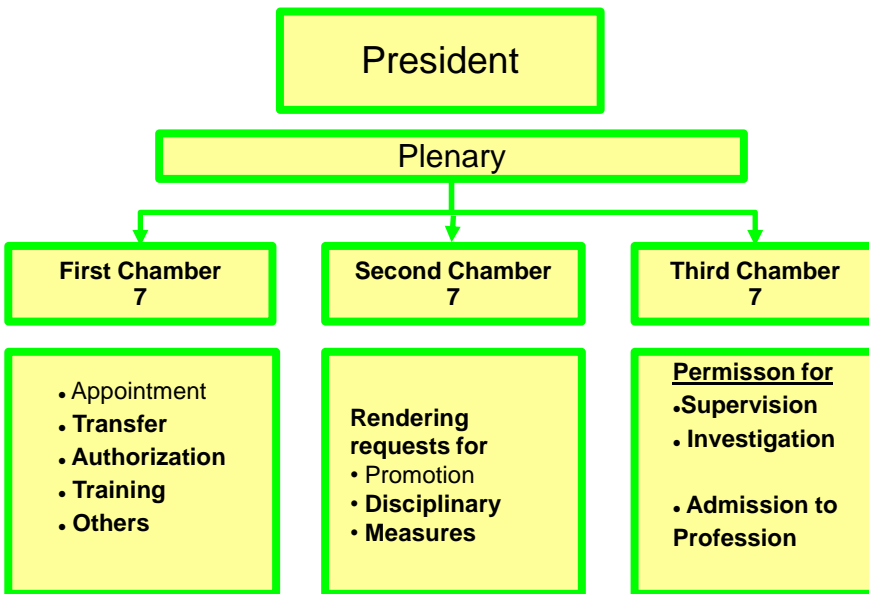 President
Plenary
First Chamber
7
Second Chamber
7
Third Chamber
7
• Appointment
• Transfer
• Authorization
• Training
• Others
Rendering
requests for
• Promotion
• Disciplinary
• Measures
Permisson for
•Supervision
• Investigation
• Admission to
Profession